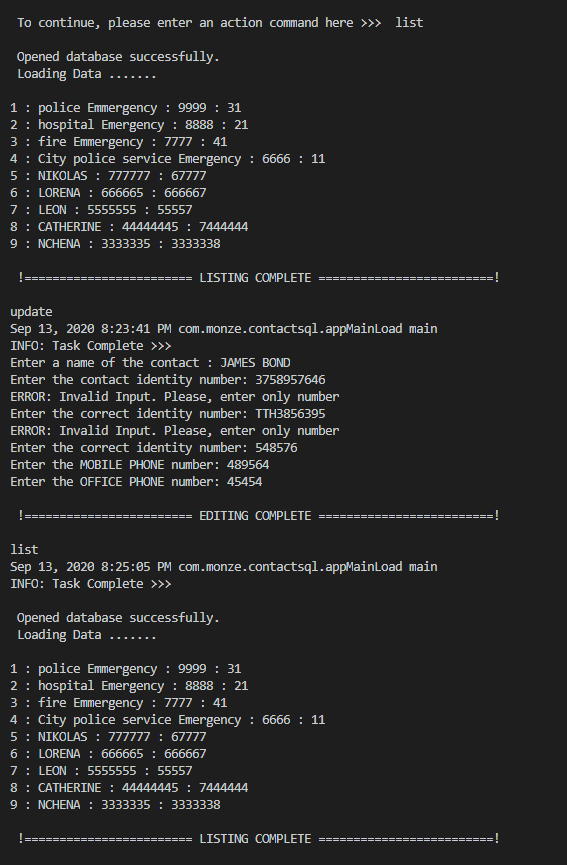 To continue, please enter an action command here >>>  list
Opened database successfully.
Loading Data .......
1 : police Emmergency : 9999 : 31
2 : hospital Emergency : 8888 : 21
3 : fire Emmergency : 7777 : 41
4 : City police service Emergency : 6666 : 11
5 : NIKOLAS : 777777 : 67777
6 : LORENA : 666665 : 666667
7 : LEON : 5555555 : 55557
8 : CATHERINE : 44444445 : 7444444
9 : NCHENA : 3333335 : 3333338
!======================== LISTING COMPLETE =========================!
update
Sep 13, 2020 8:23:41 PM com.monze.contactsql.appMainLoad main
INFO: Task Complete >>>
Enter a name of the contact : JAMES BOND
Enter the contact identity number: 3758957646
ERROR: Invalid Input. Please, enter only number
Enter the correct identity number: TTH3856395
ERROR: Invalid Input. Please, enter only number
Enter the correct identity number: 548576
Enter the MOBILE PHONE number: 489564
Enter the OFFICE PHONE number: 45454
!======================== EDITING COMPLETE =========================!
list
Sep 13, 2020 8:25:05 PM com.monze.contactsql.appMainLoad main
INFO: Task Complete >>>
Opened database successfully.
Loading Data .......
1 : police Emmergency : 9999 : 31
2 : hospital Emergency : 8888 : 21
3 : fire Emmergency : 7777 : 41
4 : City police service Emergency : 6666 : 11
5 : NIKOLAS : 777777 : 67777
6 : LORENA : 666665 : 666667
7 : LEON : 5555555 : 55557
8 : CATHERINE : 44444445 : 7444444
9 : NCHENA : 3333335 : 3333338
!======================== LISTING COMPLETE =========================!